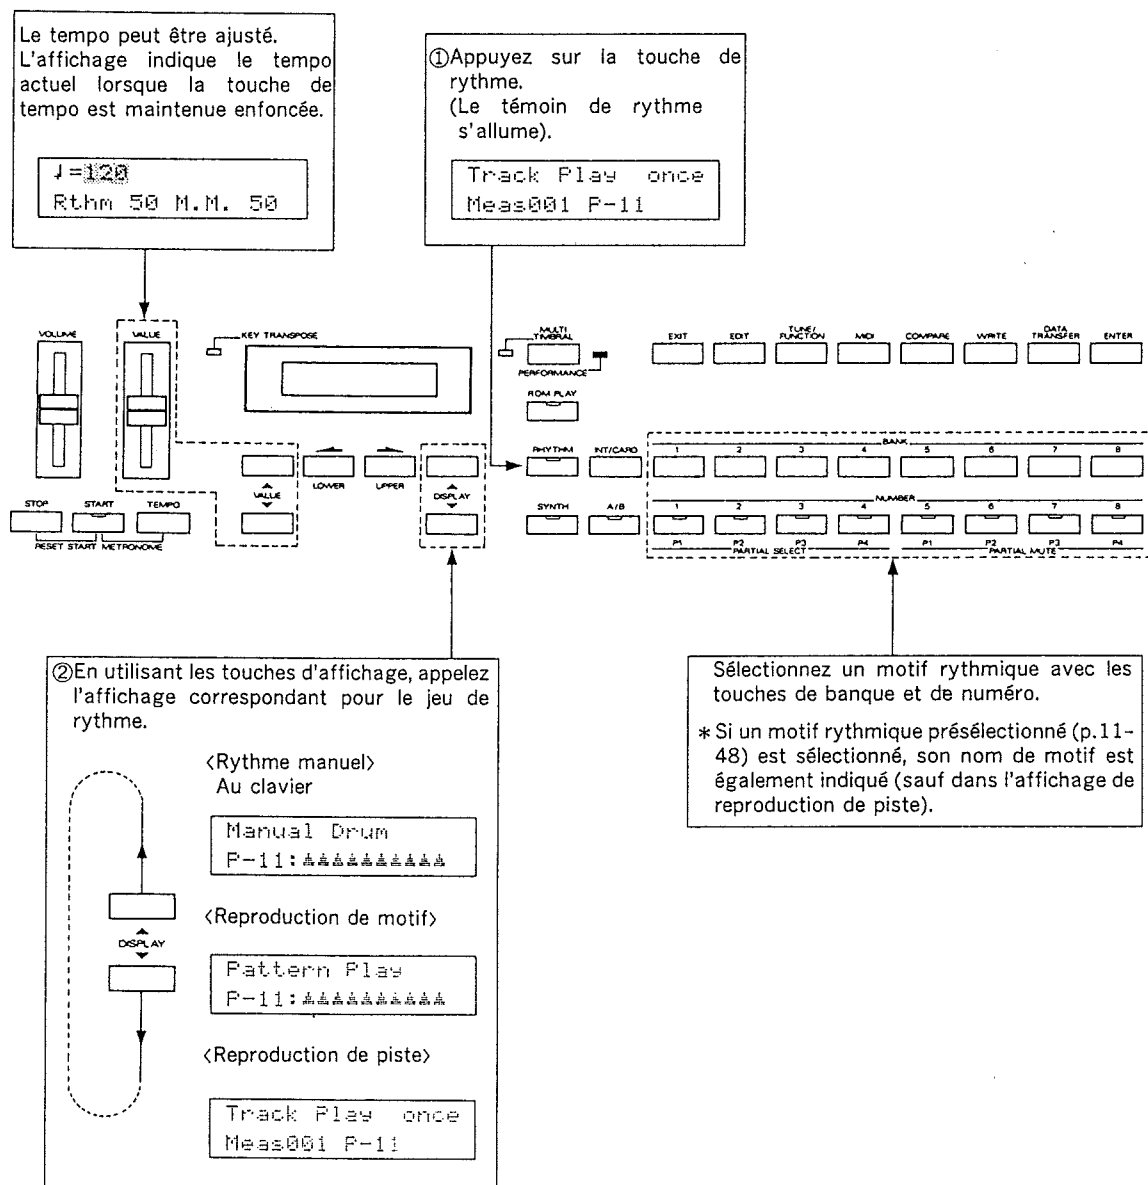 Le tempo peut être ajusté.
L'affichage indique le tempo
actuel lorsque la touche de
tempo est maintenue enfoncée.
♩=120
Rthm 50 M.M. 50
①Appuyez sur la touche de
rythme.
(Le témoin de rythme
s'allume).
Track Play once
Meas001 P-11
VOLUME
VALUE
KEY TRANSPOSE
MULTI
TIMBRAL
PERFORMANCE
EXIT
EDIT
TUNE/
FUNCTION
MIDI
COMPARE
WRITE
DATA
TRANSFER
ENTER
ROM PLAY
RHYTHM
INT/CARD
BANK
1 2 3 4 5 6 7 8
VALUE
LOWER
UPPER
DISPLAY
STOP
START
TEMPO
RESET START
METRONOME
SYNTH
A/B
NUMBER
1 2 3 4 5 6 7 8
P1 P2 P3 P4 P1 P2 P3 P4
PARTIAL SELECT
PARTIAL MUTE
②En utilisant les touches d'affichage, appelez
l'affichage correspondant pour le jeu de
rythme.
〈Rythme manuel〉
Au clavier
Manual Drum
P-11:
DISPLAY
〈Reproduction de motif〉
Pattern Play
P-11:
〈Reproduction de piste〉
Track Play once
Meas001 P-11
Sélectionnez un motif rythmique avec les
touches de banque et de numéro.
* Si un motif rythmique présélectionné (p.11-
48) est sélectionné, son nom de motif est
également indiqué (sauf dans l'affichage de
reproduction de piste).